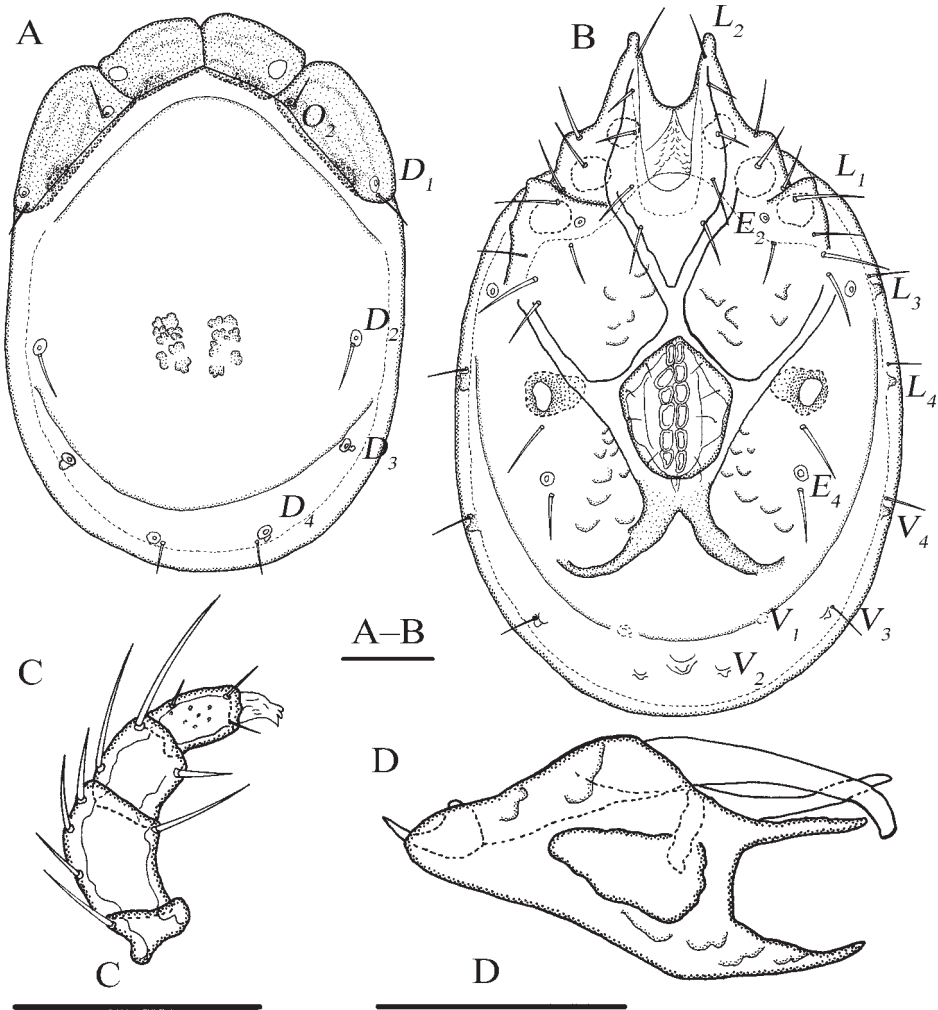 A
B
L₂
O₂
D₁
L₁
E₂
L₃
D₂
L₄
D₃
E₄
D₄
V₄
A–B
V₁
V₃
V₂
C
D
C
D